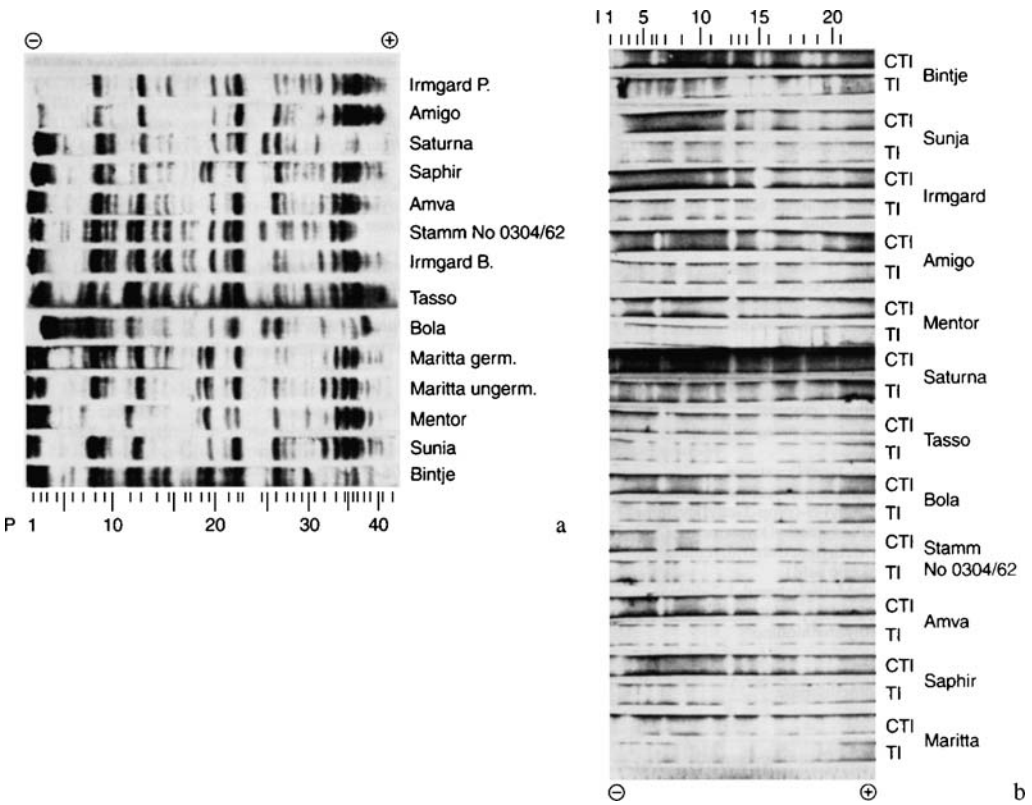 ⊖ ⊕
Irmgard P.
Amigo
Saturna
Saphir
Amva
Stamm No 0304/62
Irmgard B.
Tasso
Bola
Maritta germ.
Maritta ungerm.
Mentor
Sunia
Bintje
P 1 10 20 30 40
a
I 1 5 10 15 20
CTI
Bintje
TI
CTI
Sunja
TI
CTI
Irmgard
TI
CTI
Amigo
TI
CTI
Mentor
TI
CTI
Saturna
TI
CTI
Tasso
TI
CTI
Bola
TI
CTI Stamm
TI No 0304/62
CTI
Amva
TI
CTI
Saphir
TI
CTI
Maritta
TI
⊖ ⊕
b